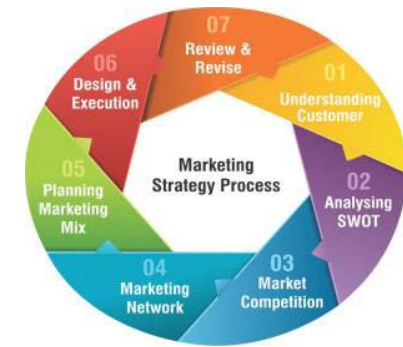 Marketing
Strategy Process
01
Understanding
Customer
02
Analysing
SWOT
03
Market
Competition
04
Marketing
Network
05
Planning
Marketing
Mix
06
Design &
Execution
07
Review &
Revise